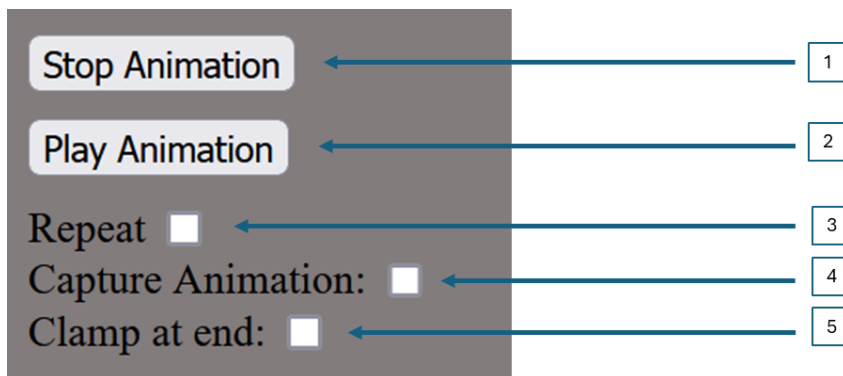 Stop Animation
1
Play Animation
2
Repeat
3
Capture Animation:
4
Clamp at end:
5